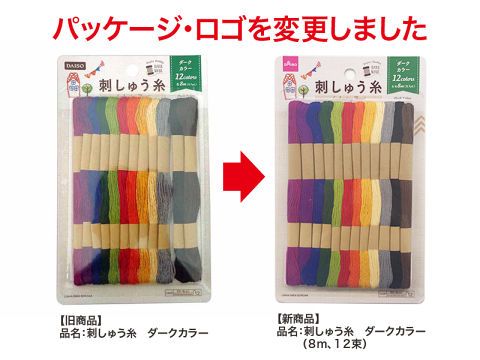 パッケージ・ロゴを変更しました
DAISO
ダーク
カラー
12colors
刺しゅう糸
DAISO
ダーク
カラー
12colors
刺しゅう糸
【旧商品】
品名：刺しゅう糸　ダークカラー
【新商品】
品名：刺しゅう糸　ダークカラー
（8m、12束）